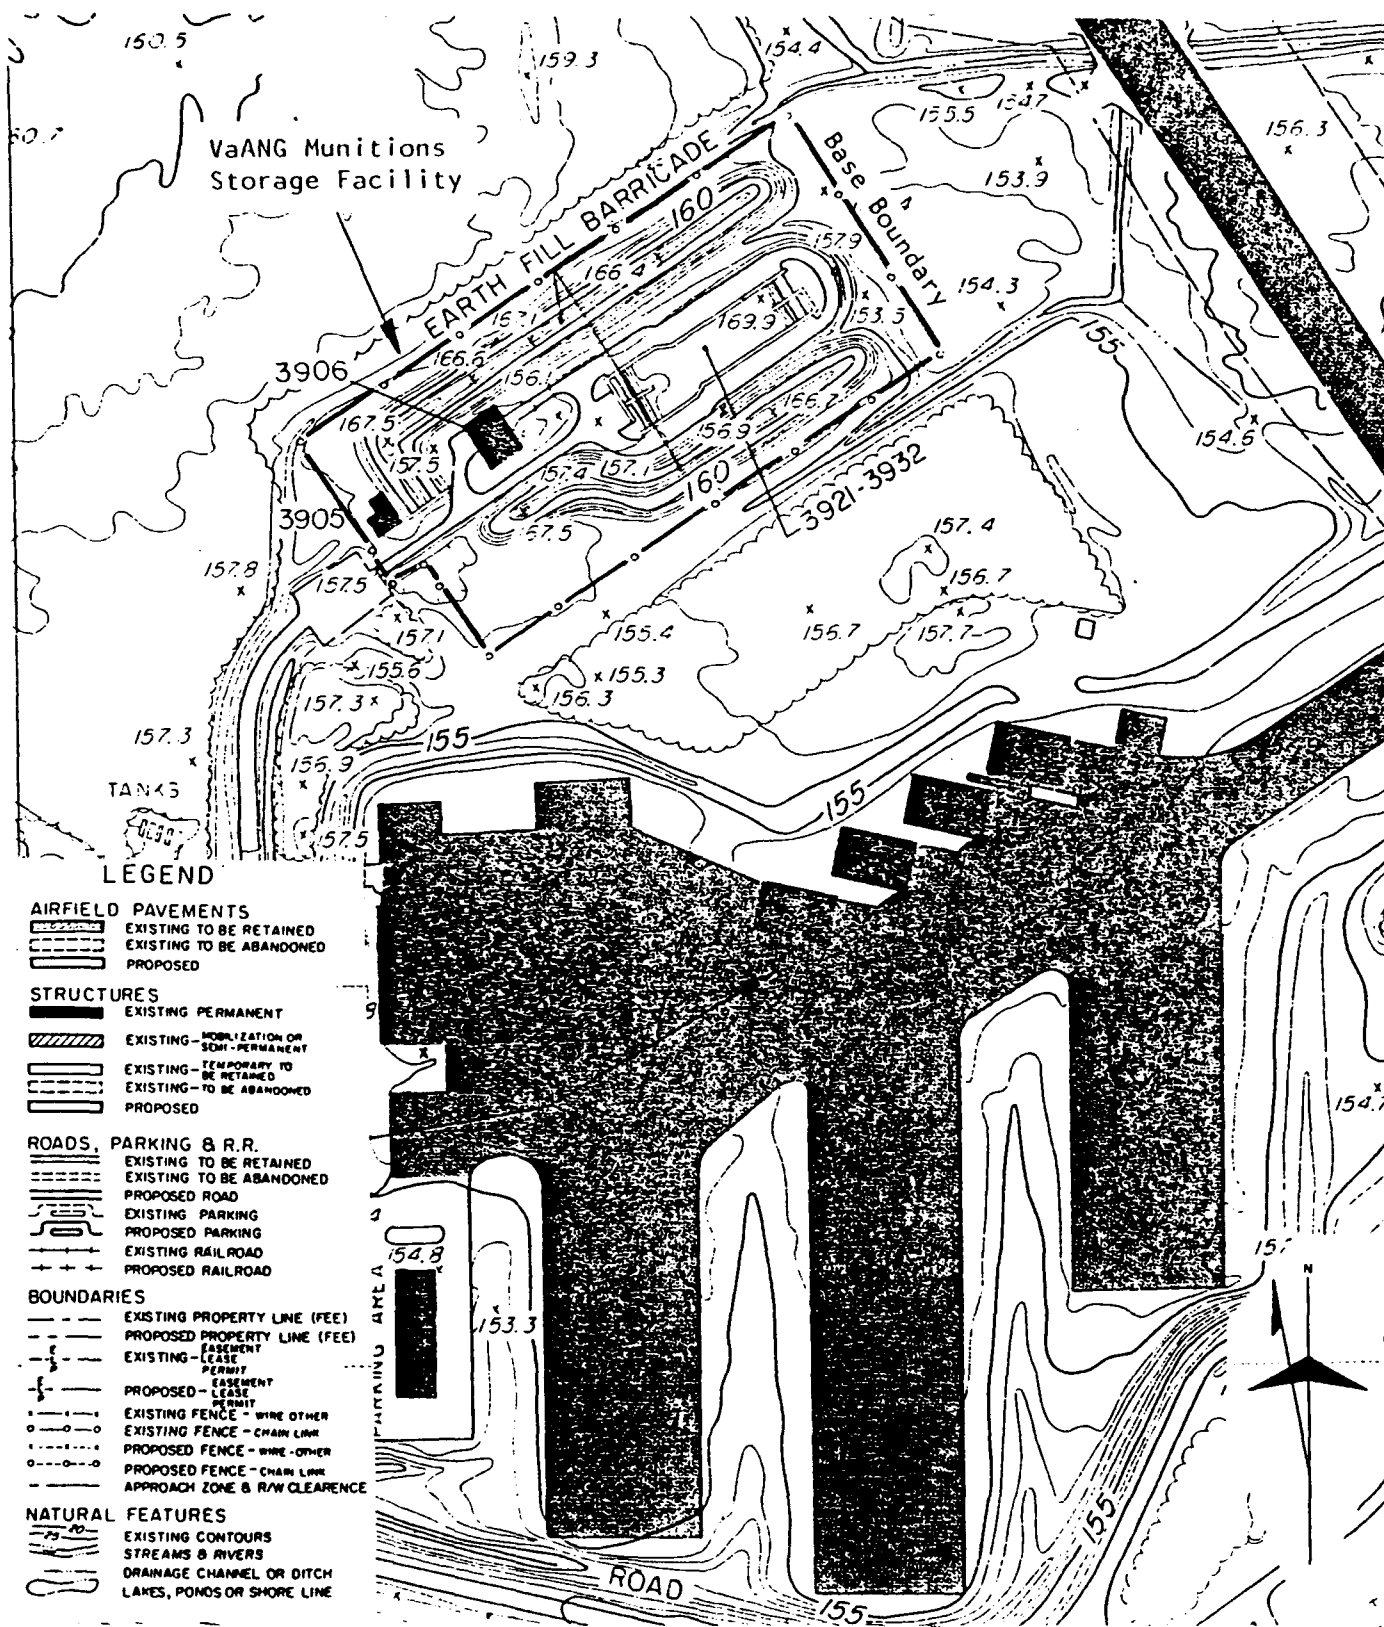 150.5
159.3
154.4
155.5
154.7
156.3
60.7
VaANG Munitions
Storage Facility
EARTH FILL BARRICADE
Base Boundary
153.9
160
157.9
166.4
154.3
153.5
169.9
155
166.6
156.
3906
166.7
167.5
156.9
154.6
157.5
157.4
157.1
160
3921-3932
3905
67.5
157.4
157.8
157.5
156.7
157.1
155.4
156.7
157.7
155.6
155.3
157.3
156.3
157.3
155
156.9
TANKS
155
157.5
LEGEND
AIRFIELD PAVEMENTS
EXISTING TO BE RETAINED
EXISTING TO BE ABANDONED
PROPOSED
STRUCTURES
EXISTING PERMANENT
EXISTING-MOBILIZATION OR
SEMI-PERMANENT
EXISTING-TEMPORARY TO
BE RETAINED
EXISTING-TO BE ABANDONED
PROPOSED
ROADS, PARKING & R.R.
EXISTING TO BE RETAINED
EXISTING TO BE ABANDONED
PROPOSED ROAD
EXISTING PARKING
PROPOSED PARKING
EXISTING RAILROAD
PROPOSED RAILROAD
BOUNDARIES
EXISTING PROPERTY LINE (FEE)
PROPOSED PROPERTY LINE (FEE)
EASEMENT
EXISTING-LEASE
PERMIT
EASEMENT
PROPOSED-LEASE
PERMIT
EXISTING FENCE-WIRE OTHER
EXISTING FENCE-CHAIN LINK
PROPOSED FENCE-WIRE-OTHER
PROPOSED FENCE-CHAIN LINK
APPROACH ZONE & R/W CLEARENCE
NATURAL FEATURES
EXISTING CONTOURS
STREAMS & RIVERS
DRAINAGE CHANNEL OR DITCH
LAKES, PONDS OR SHORE LINE
154.7
154.8
PARKING AREA
153.3
N
155
ROAD
155